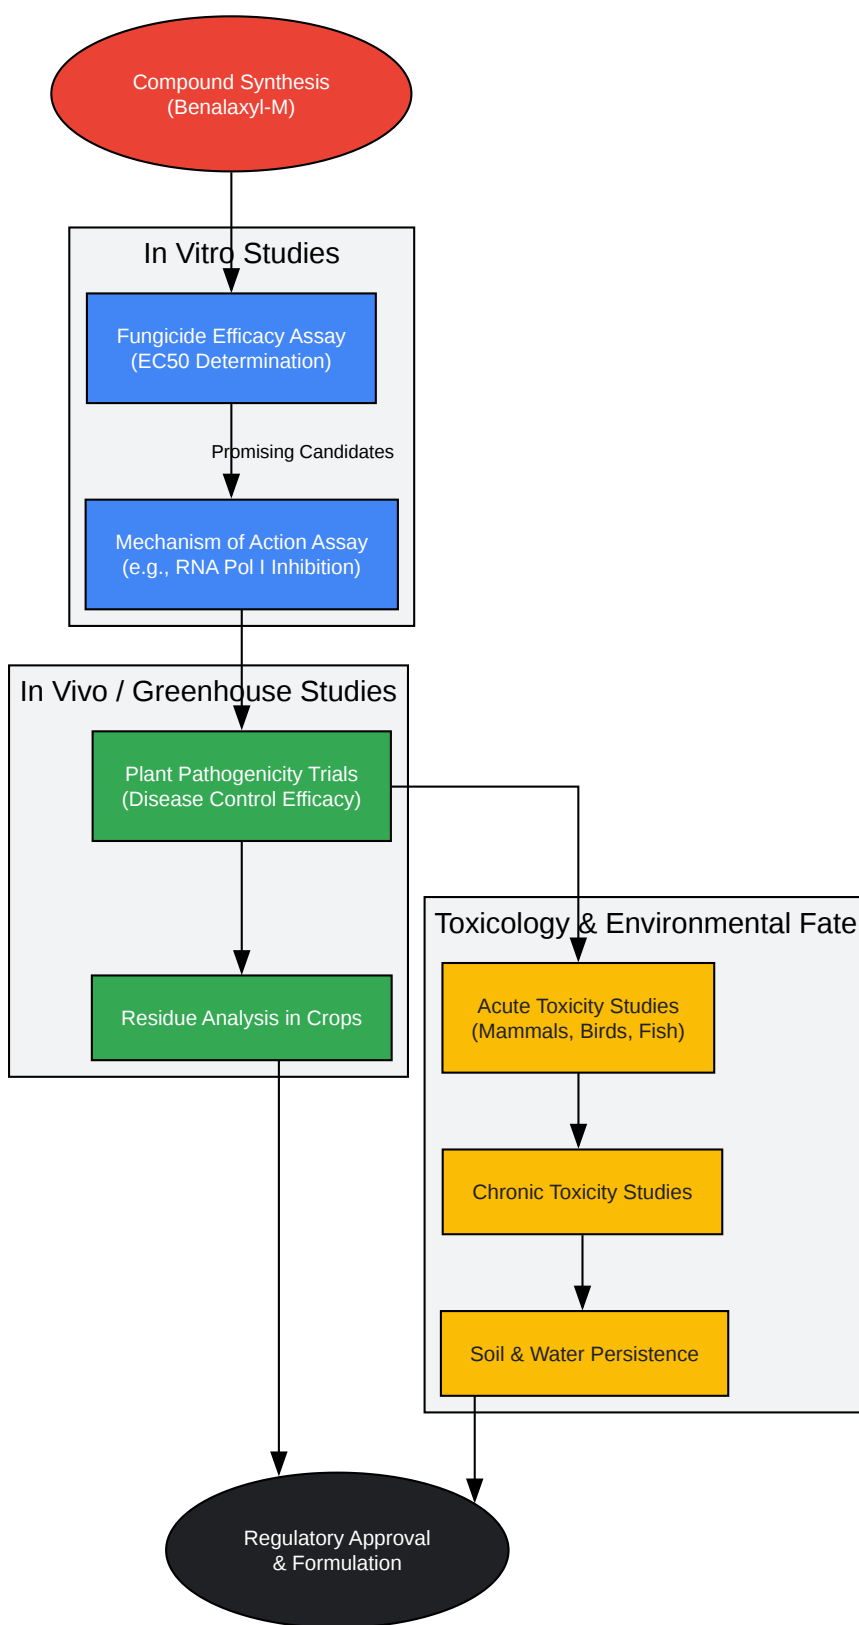 Compound Synthesis
(Benalaxyl-M)
In Vitro Studies
Fungicide Efficacy Assay
(EC50 Determination)
Promising Candidates
Mechanism of Action Assay
(e.g., RNA Pol I Inhibition)
In Vivo / Greenhouse Studies
Plant Pathogenicity Trials
(Disease Control Efficacy)
Residue Analysis in Crops
Toxicology & Environmental Fate
Acute Toxicity Studies
(Mammals, Birds, Fish)
Chronic Toxicity Studies
Soil & Water Persistence
Regulatory Approval
& Formulation